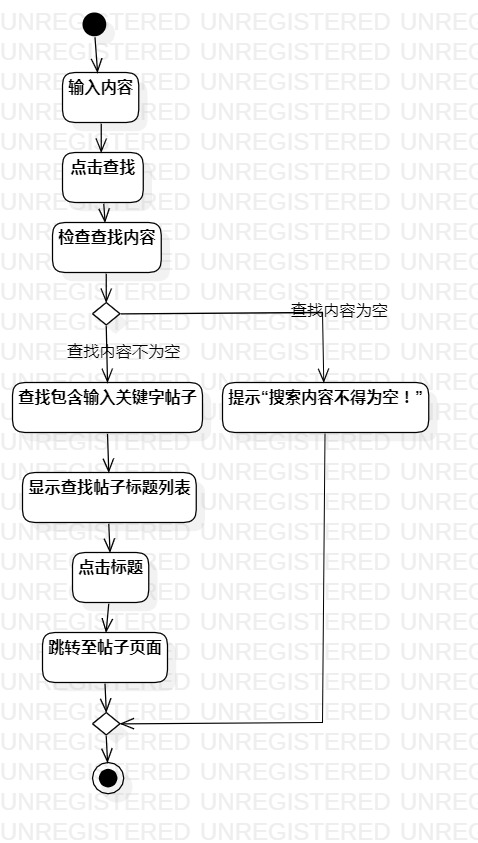 输入内容
点击查找
检查查找内容
查找内容为空
查找内容不为空
查找包含输入关键字帖子
提示“搜索内容不得为空！”
显示查找帖子标题列表
点击标题
跳转至帖子页面
UNREGISTERED UNREGISTERED UNREG